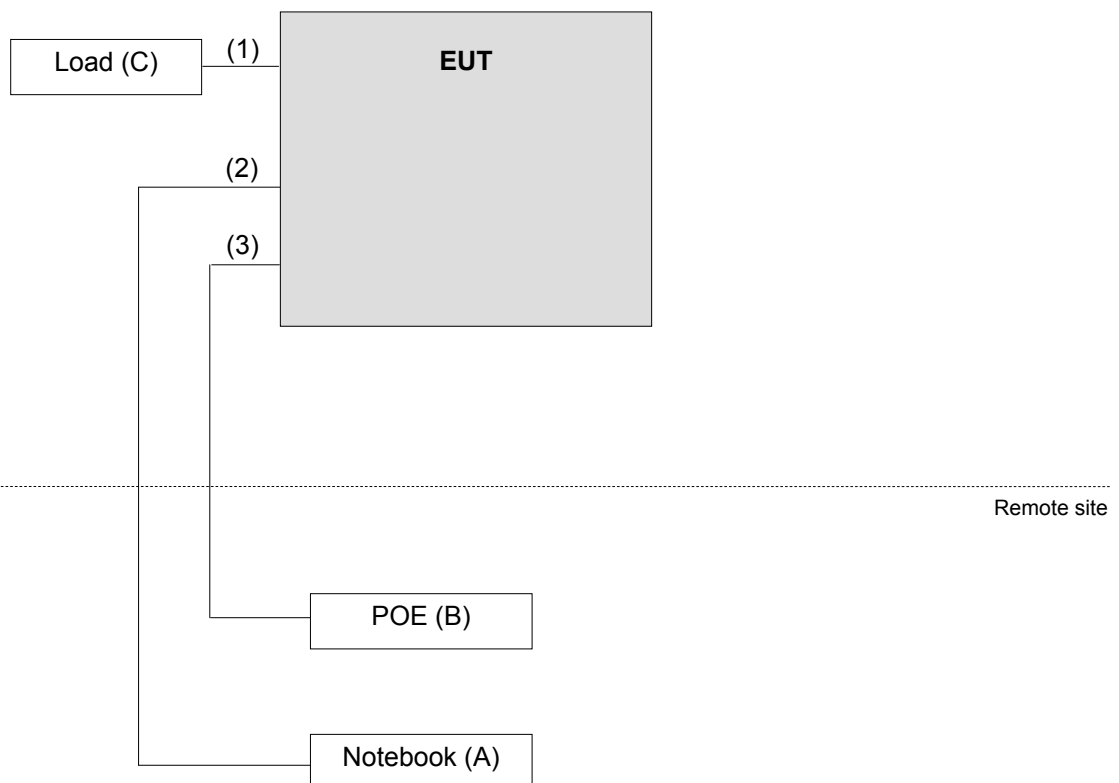 (1)
Load (C)
EUT
(2)
(3)
Remote site
POE (B)
Notebook (A)